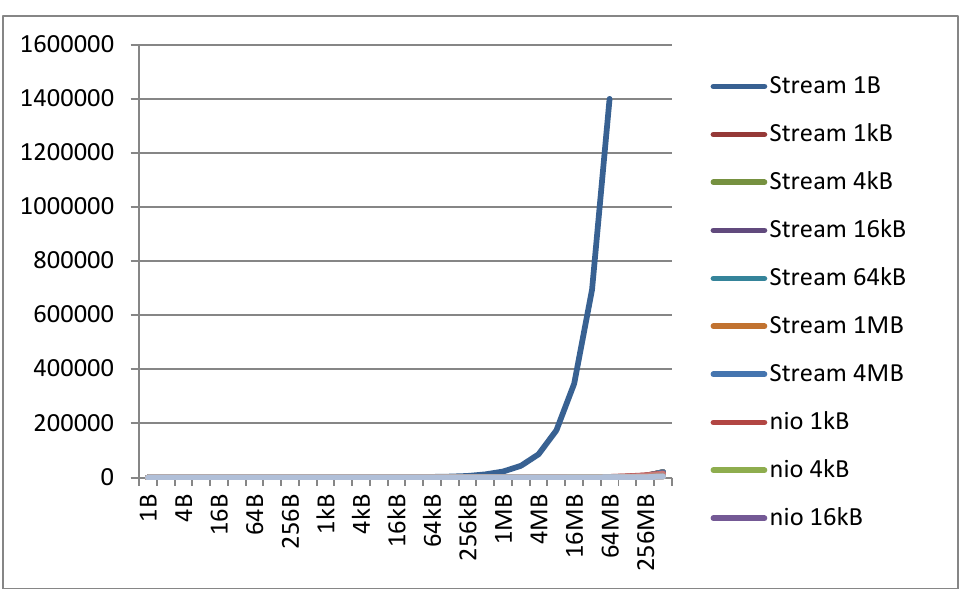 1600000
1400000
1200000
1000000
800000
600000
400000
200000
0
1B
4B
16B
64B
256B
1kB
4kB
16kB
64kB
256kB
1MB
4MB
16MB
64MB
256MB
Stream 1B
Stream 1kB
Stream 4kB
Stream 16kB
Stream 64kB
Stream 1MB
Stream 4MB
nio 1kB
nio 4kB
nio 16kB